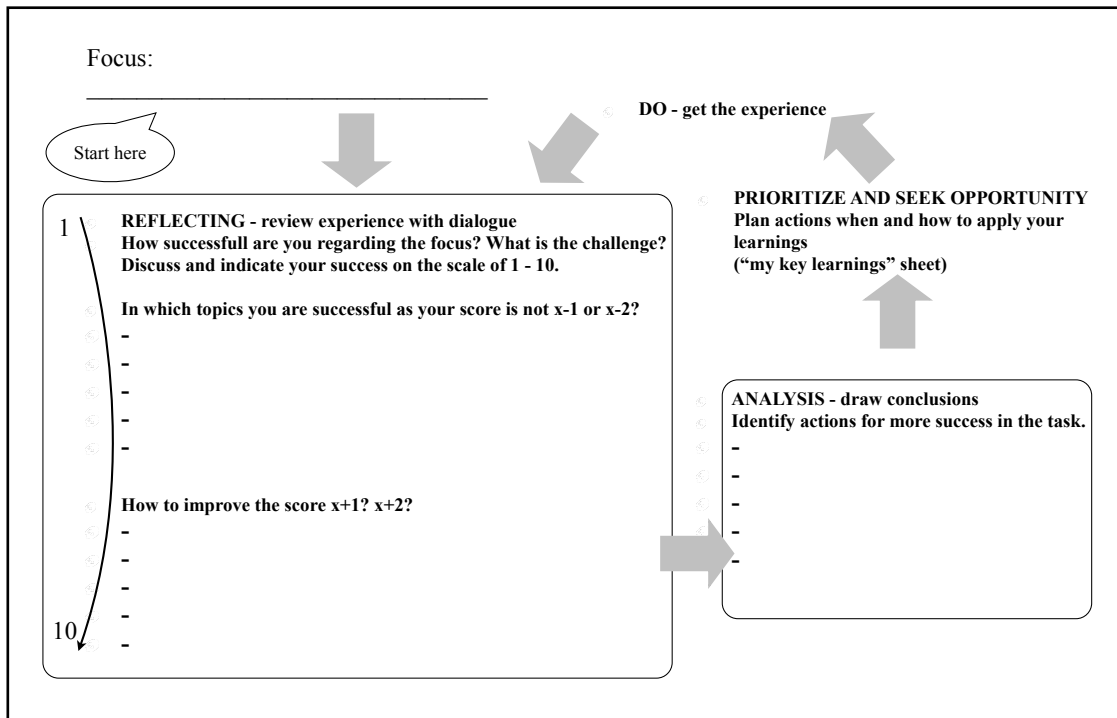 Focus:
________________________________
Start here
DO - get the experience
PRIORITIZE AND SEEK OPPORTUNITY
Plan actions when and how to apply your
learnings
(“my key learnings” sheet)
1
REFLECTING - review experience with dialogue
How successfull are you regarding the focus? What is the challenge?
Discuss and indicate your success on the scale of 1 - 10.
In which topics you are successful as your score is not x-1 or x-2?
-
-
-
-
-
How to improve the score x+1? x+2?
-
-
-
-
-
10
ANALYSIS - draw conclusions
Identify actions for more success in the task.
-
-
-
-
-